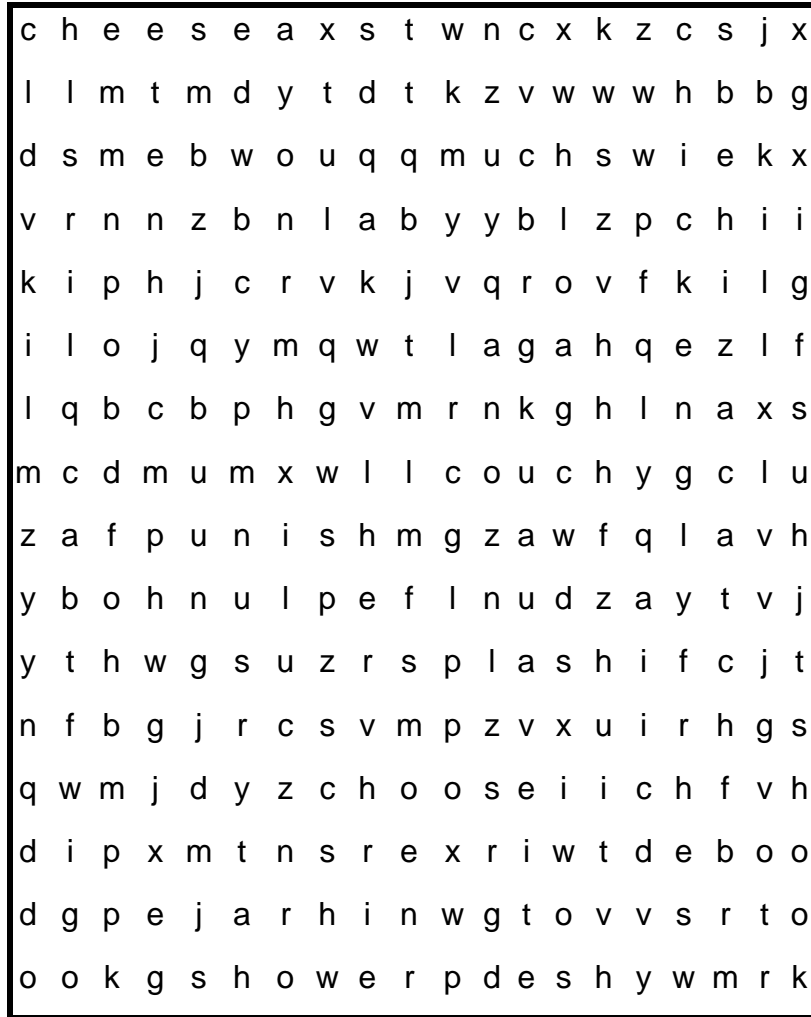 c h e e s e a x s t w n c x k z c s j x
l l m t m d y t d t k z v w w w h b b g
d s m e b w o u q q m u c h s w i e k x
v r n n z b n l a b y y b l z p c h i i
k i p h j c r v k j v q r o v f k i l g
i l o j q y m q w t l a g a h q e z l f
l q b c b p h g v m r n k g h l n a x s
m c d m u m x w l l c o u c h y g c l u
z a f p u n i s h m g z a w f q l a v h
y b o h n u l p e f l n u d z a y t v j
y t h w g s u z r s p l a s h i f c j t
n f b g j r c s v m p z v x u i r h g s
q w m j d y z c h o o s e i i c h f v h
d i p x m t n s r e x r i w t d e b o o
d g p e j a r h i n w g t o v v s r t o
o o k g s h o w e r p d e s h y w m r k